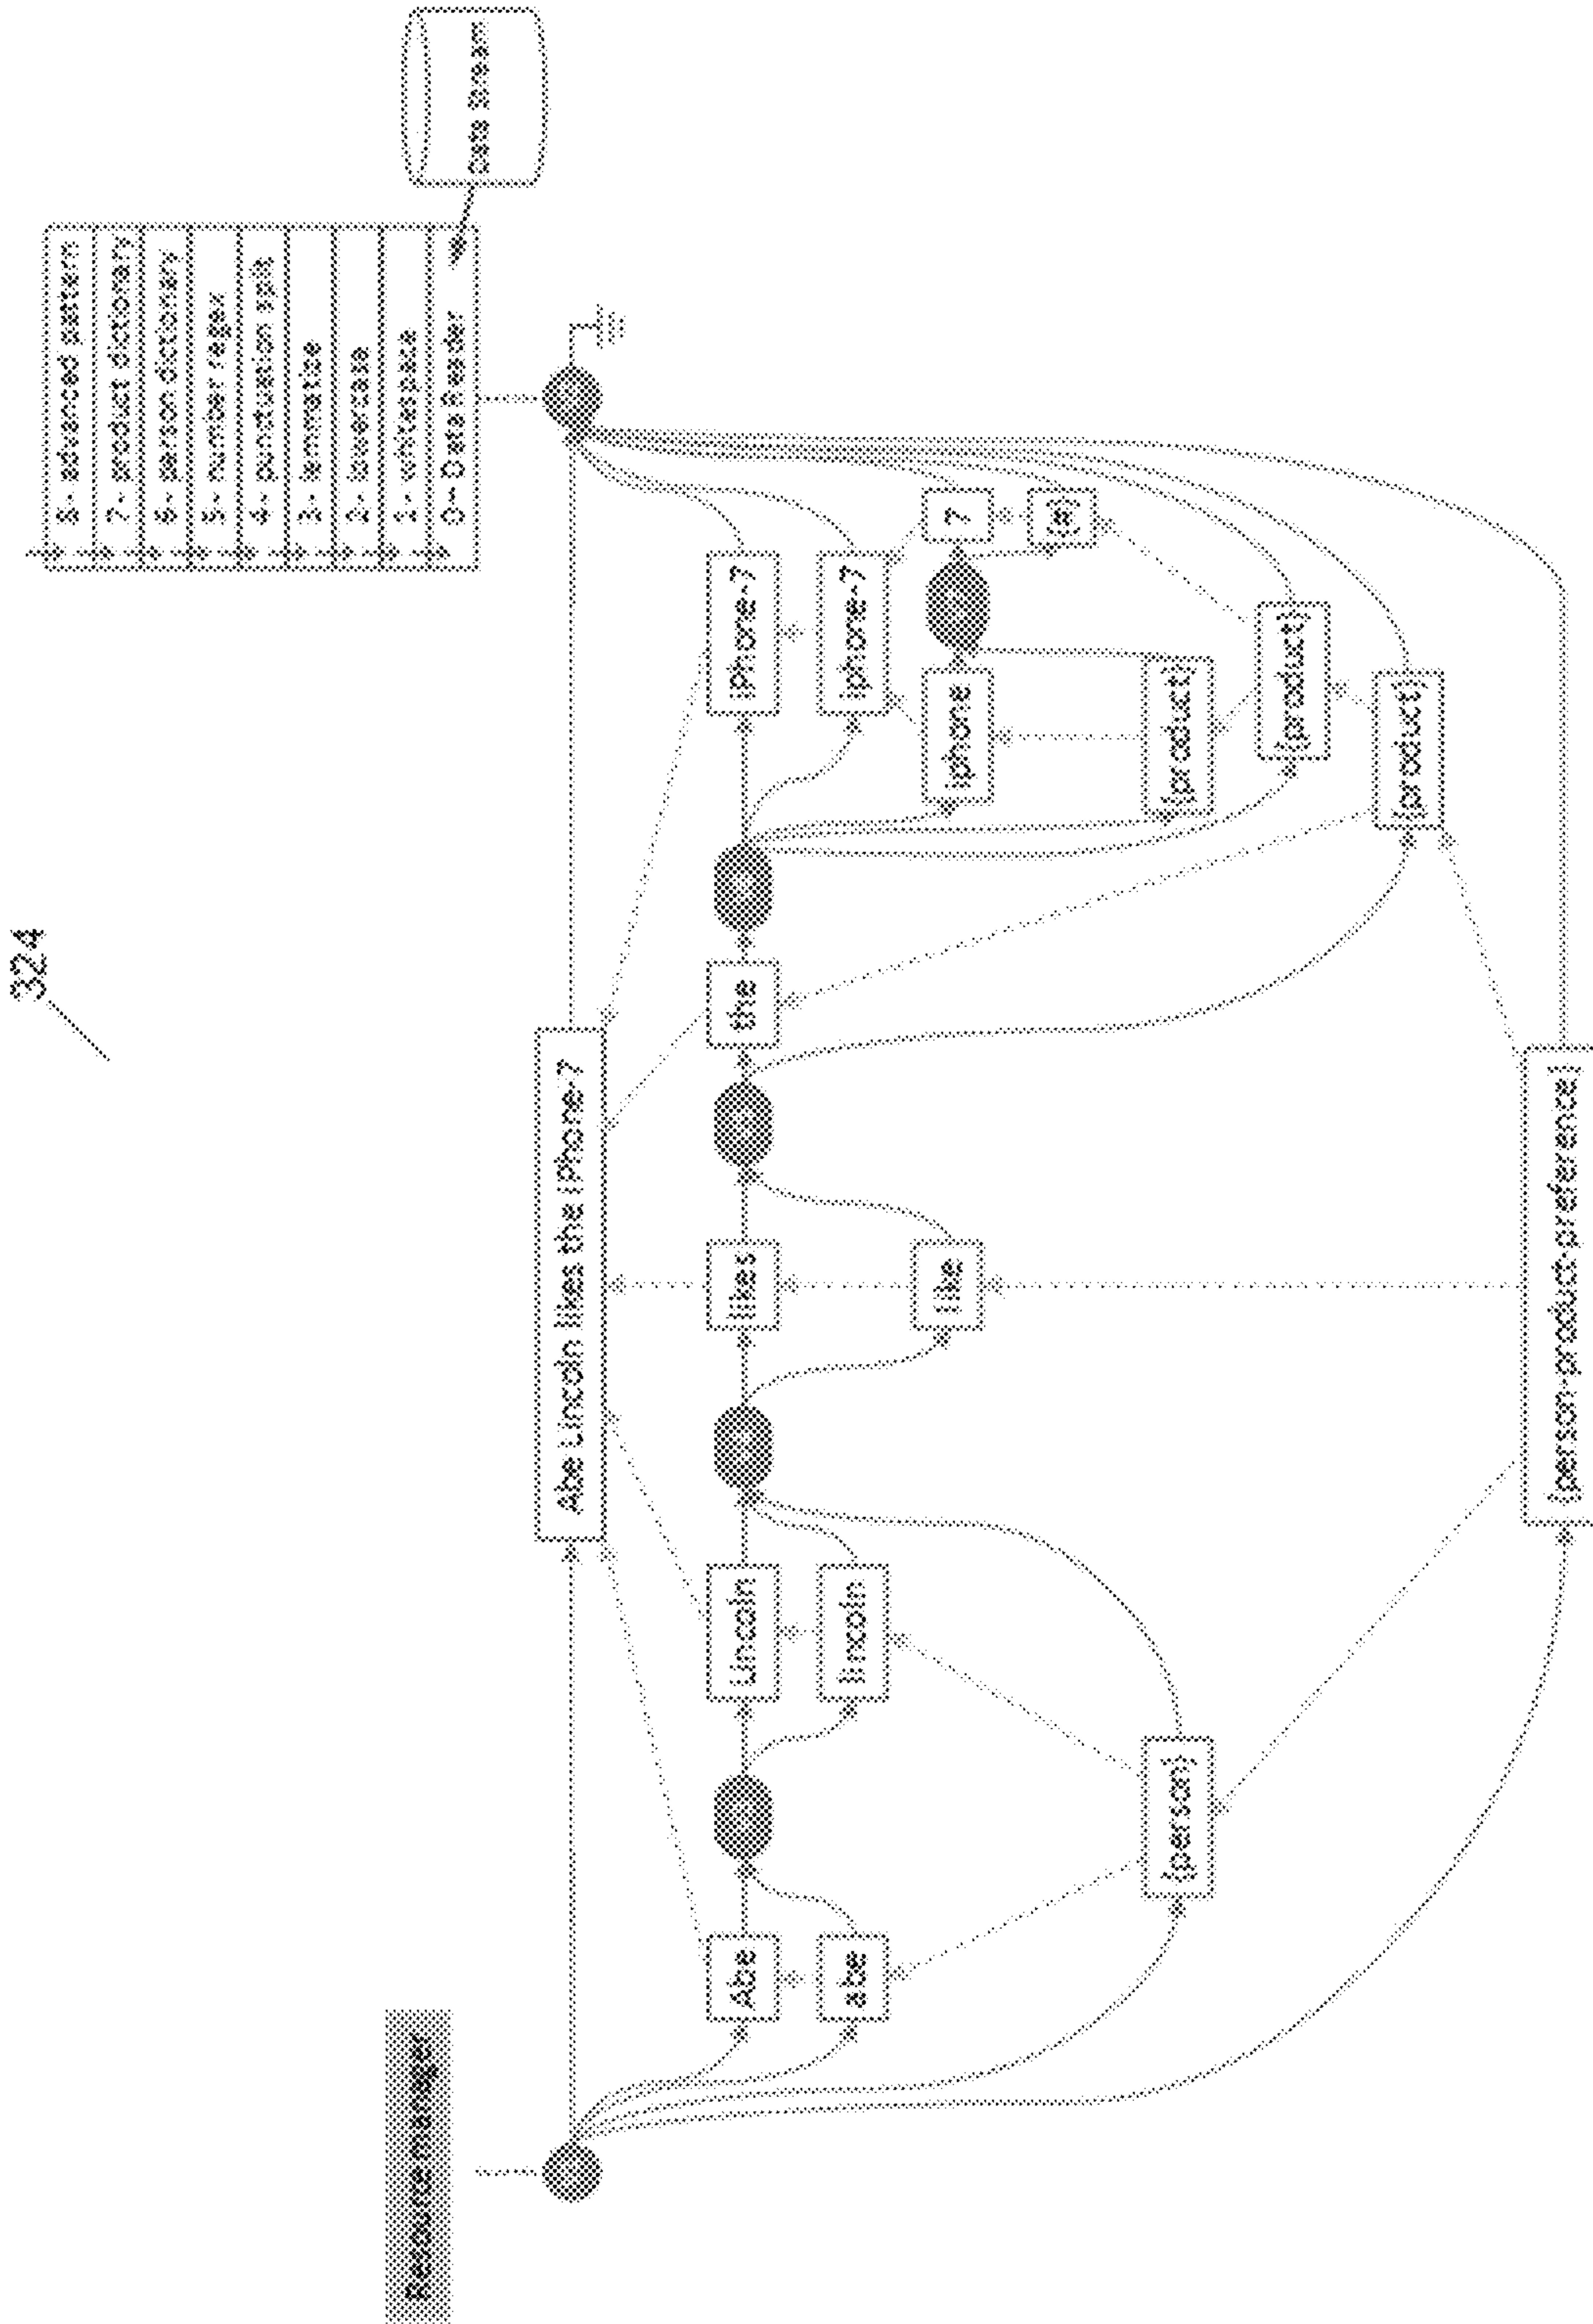 324
Resource manager
8- advanced pattern
7- product dictionary
6- person dictionary
5- number regex
4- punctuation split
3- lemmatize
2- lowercase
1- whitespace
0- Data Reader
Data Stream
Abe Lincoln likes the iPhone-7
Abe
Lincoln
likes
the
iPhone-7
abe
lincoln
iphone-7
like
iphone
7
{person}
{product}
{product}
{product}
{person-product-preference}